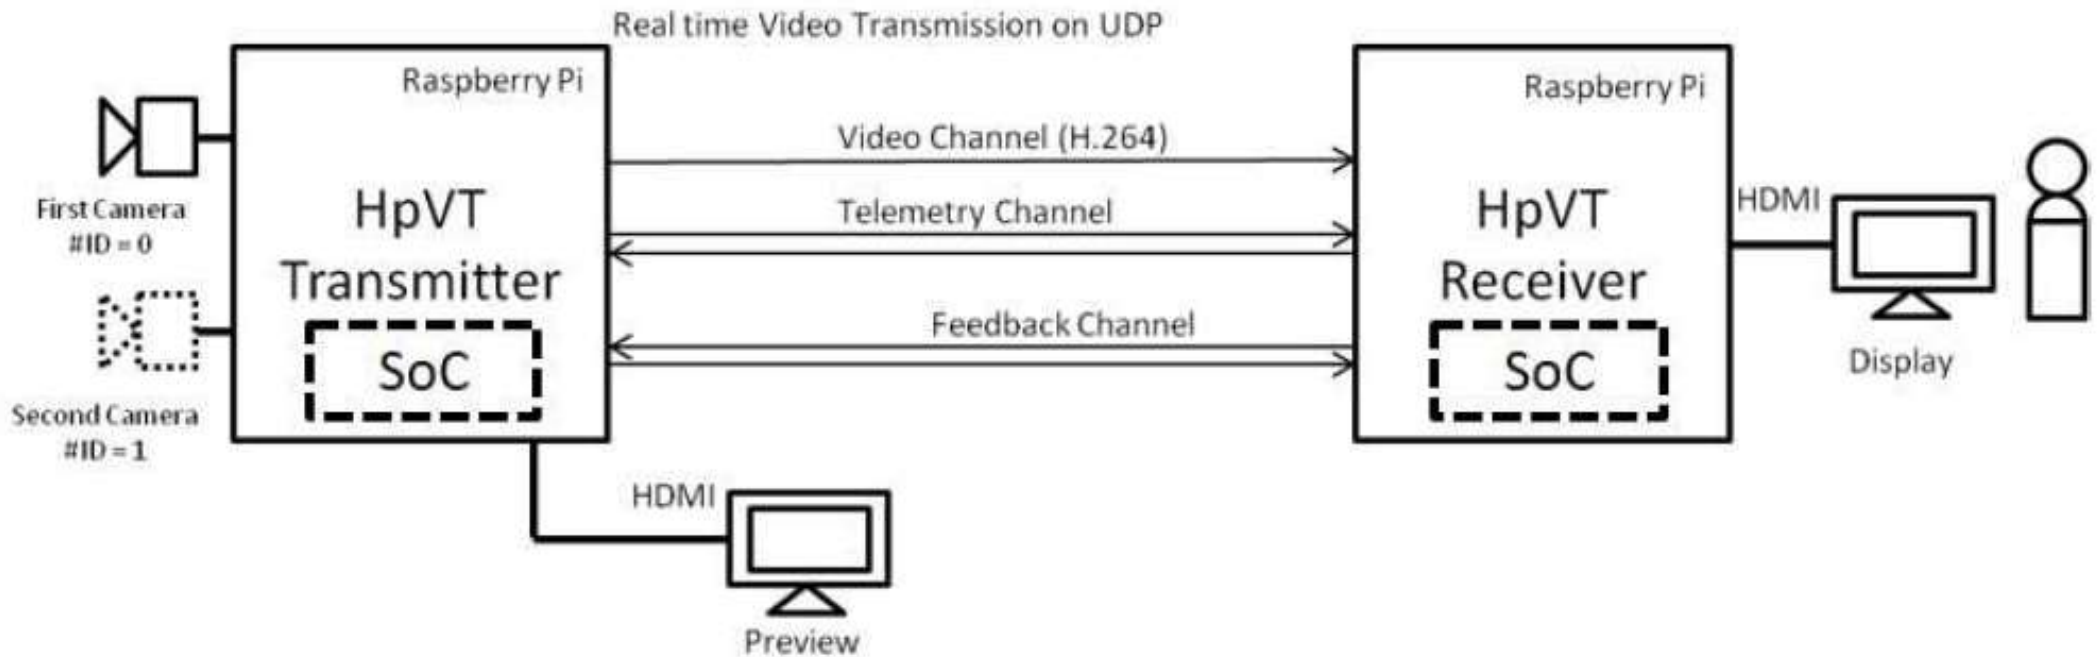 Real time Video Transmission on UDP
Raspberry Pi
Raspberry Pi
Video Channel (H.264)
First Camera
#ID = 0
HpVT
Transmitter
SoC
Telemetry Channel
Feedback Channel
HpVT
Receiver
SoC
HDMI
Display
Second Camera
#ID = 1
HDMI
Preview